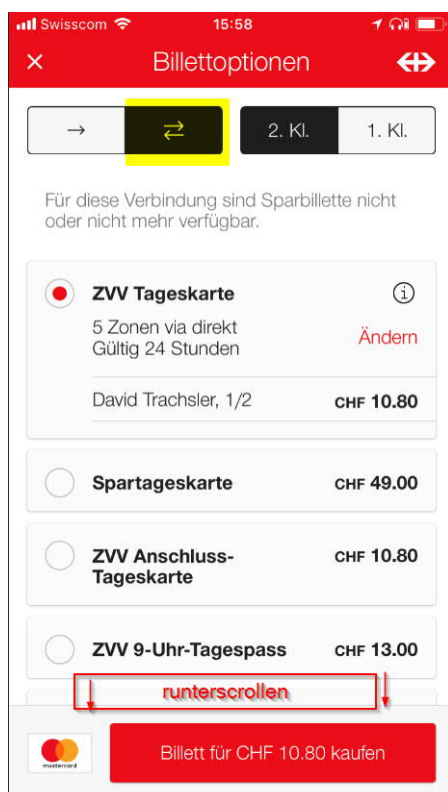 Swisscom 15:58
Billettoptionen
2. Kl. 1. Kl.
Für diese Verbindung sind Sparbillette nicht
oder nicht mehr verfügbar.
ZVV Tageskarte
5 Zonen via direkt
Gültig 24 Stunden
Ändern
David Trachsler, 1/2 CHF 10.80
Spartageskarte CHF 49.00
ZVV Anschluss- CHF 10.80
Tageskarte
ZVV 9-Uhr-Tagespass CHF 13.00
runterscrollen
mastercard
Billett für CHF 10.80 kaufen